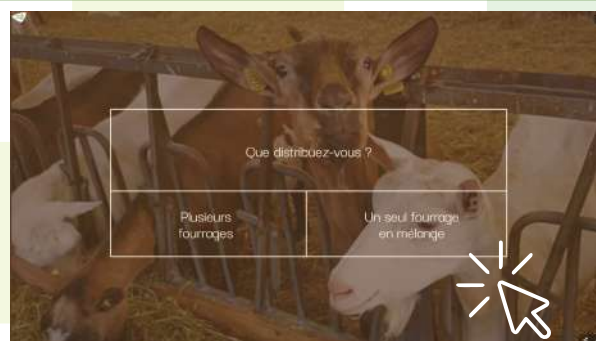 Que distribuez-vous ?
Plusieurs
fourrages
Un seul fourrage
en mélange